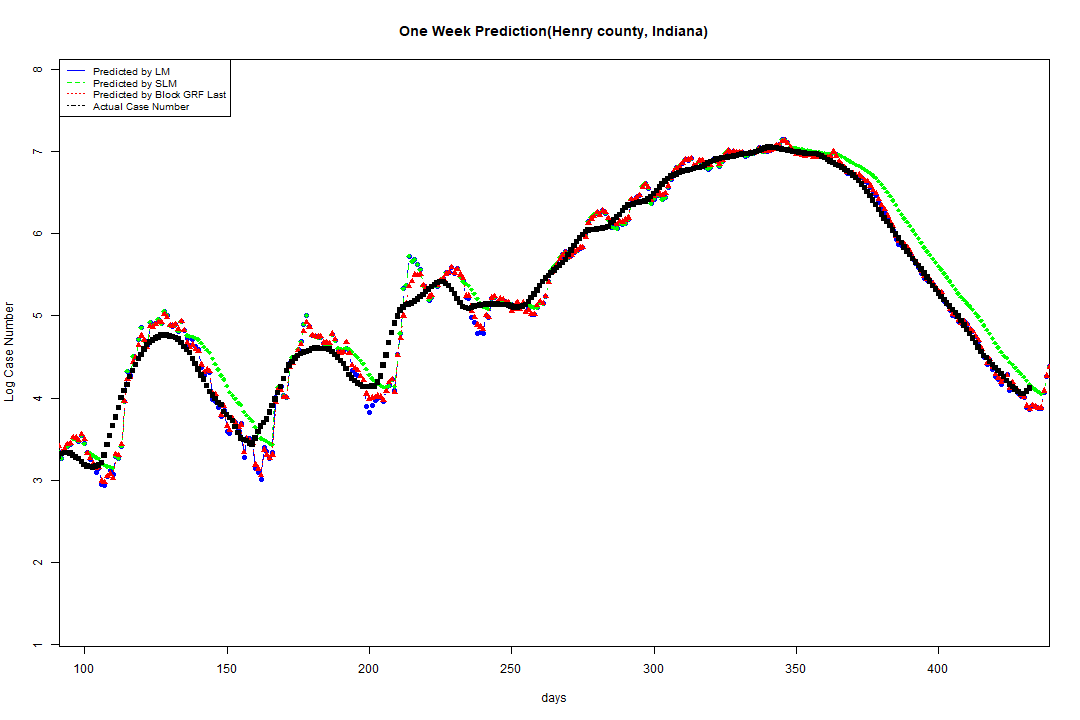 One Week Prediction(Henry county, Indiana)
Predicted by LM
Predicted by SLM
Predicted by Block GRF Last
Actual Case Number
Log Case Number
8
7
6
5
4
3
2
1
100 150 200 250 300 350 400
days